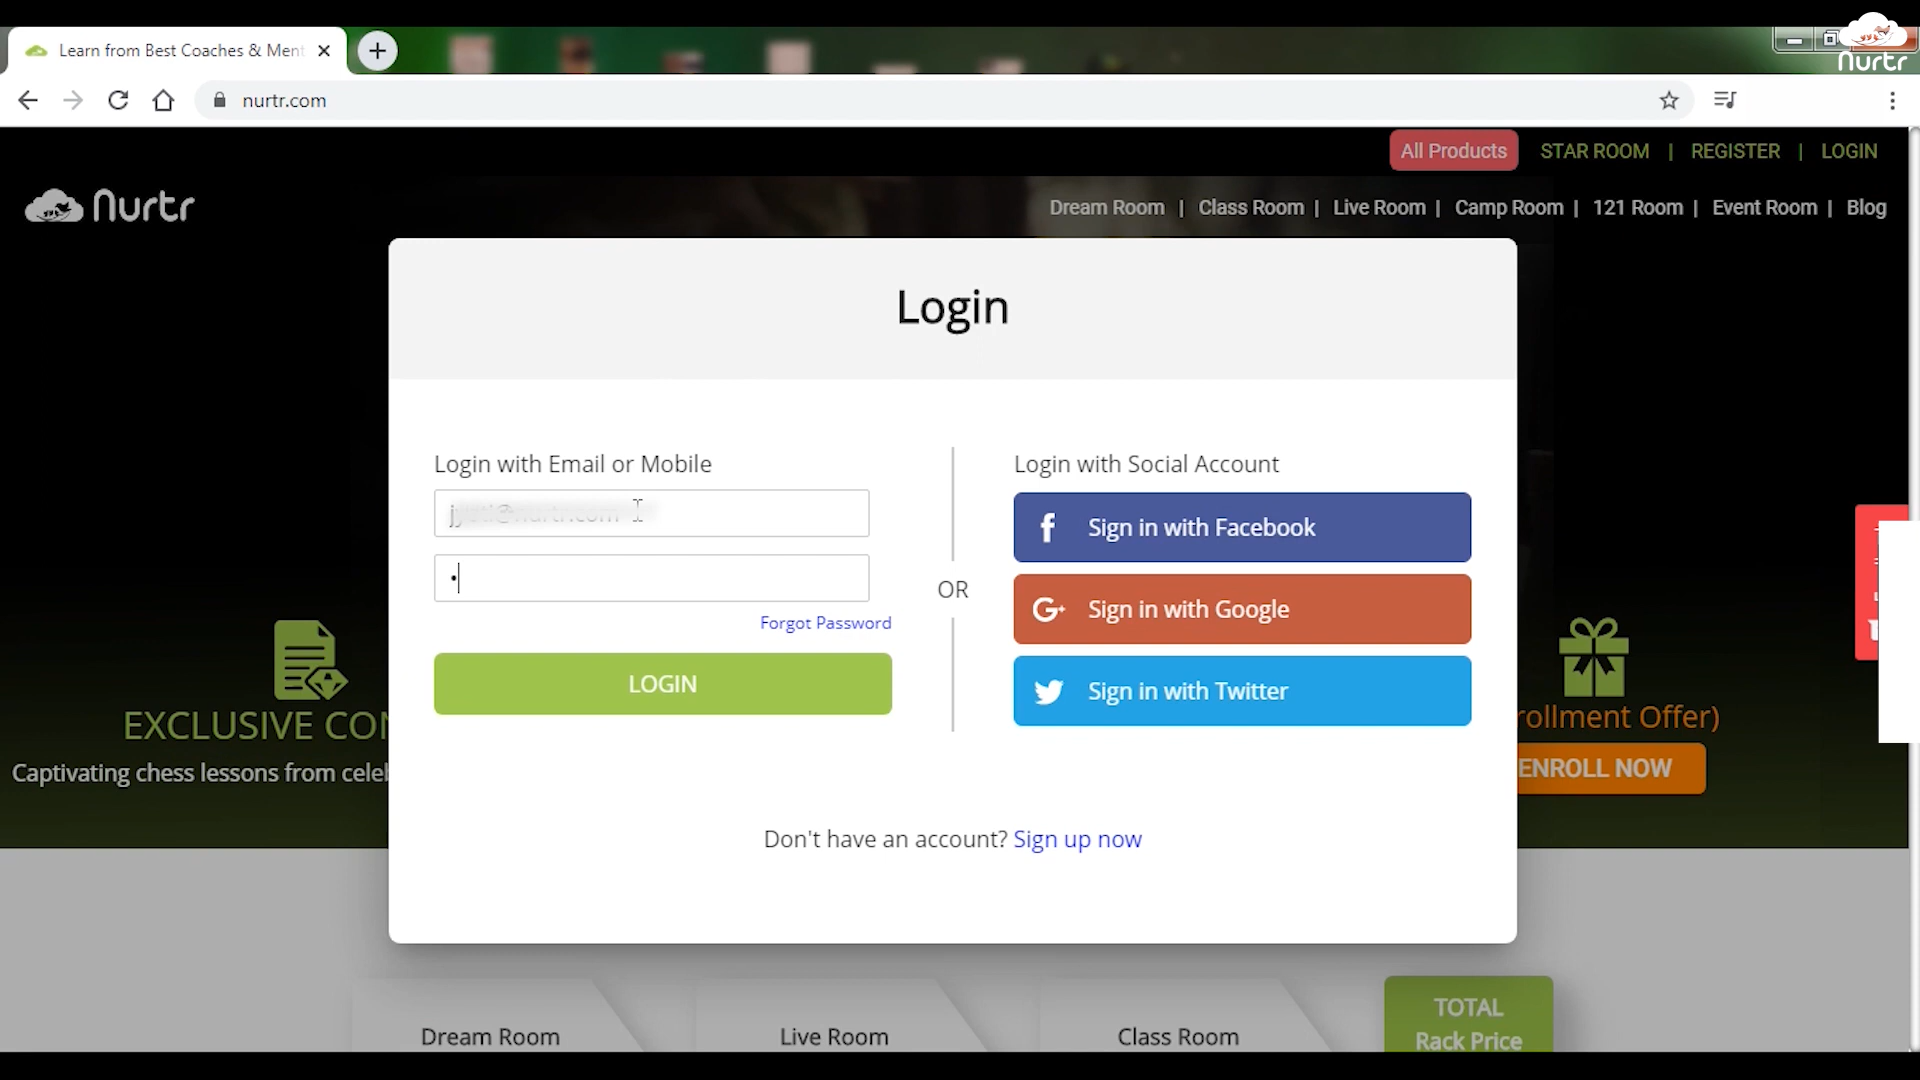 Learn from Best Coaches & Ment
nurtr
nurtr.com
All Products STAR ROOM | REGISTER | LOGIN
nurtr
Dream Room | Class Room | Live Room | Camp Room | 121 Room | Event Room | Blog
Login
Login with Email or Mobile
Forgot Password
LOGIN
OR
Login with Social Account
f Sign in with Facebook
G+ Sign in with Google
Sign in with Twitter
Don't have an account? Sign up now
EXCLUSIVE CON
Captivating chess lessons from celeb
rollment Offer)
ENROLL NOW
Dream Room
Live Room
Class Room
TOTAL
Rack Price